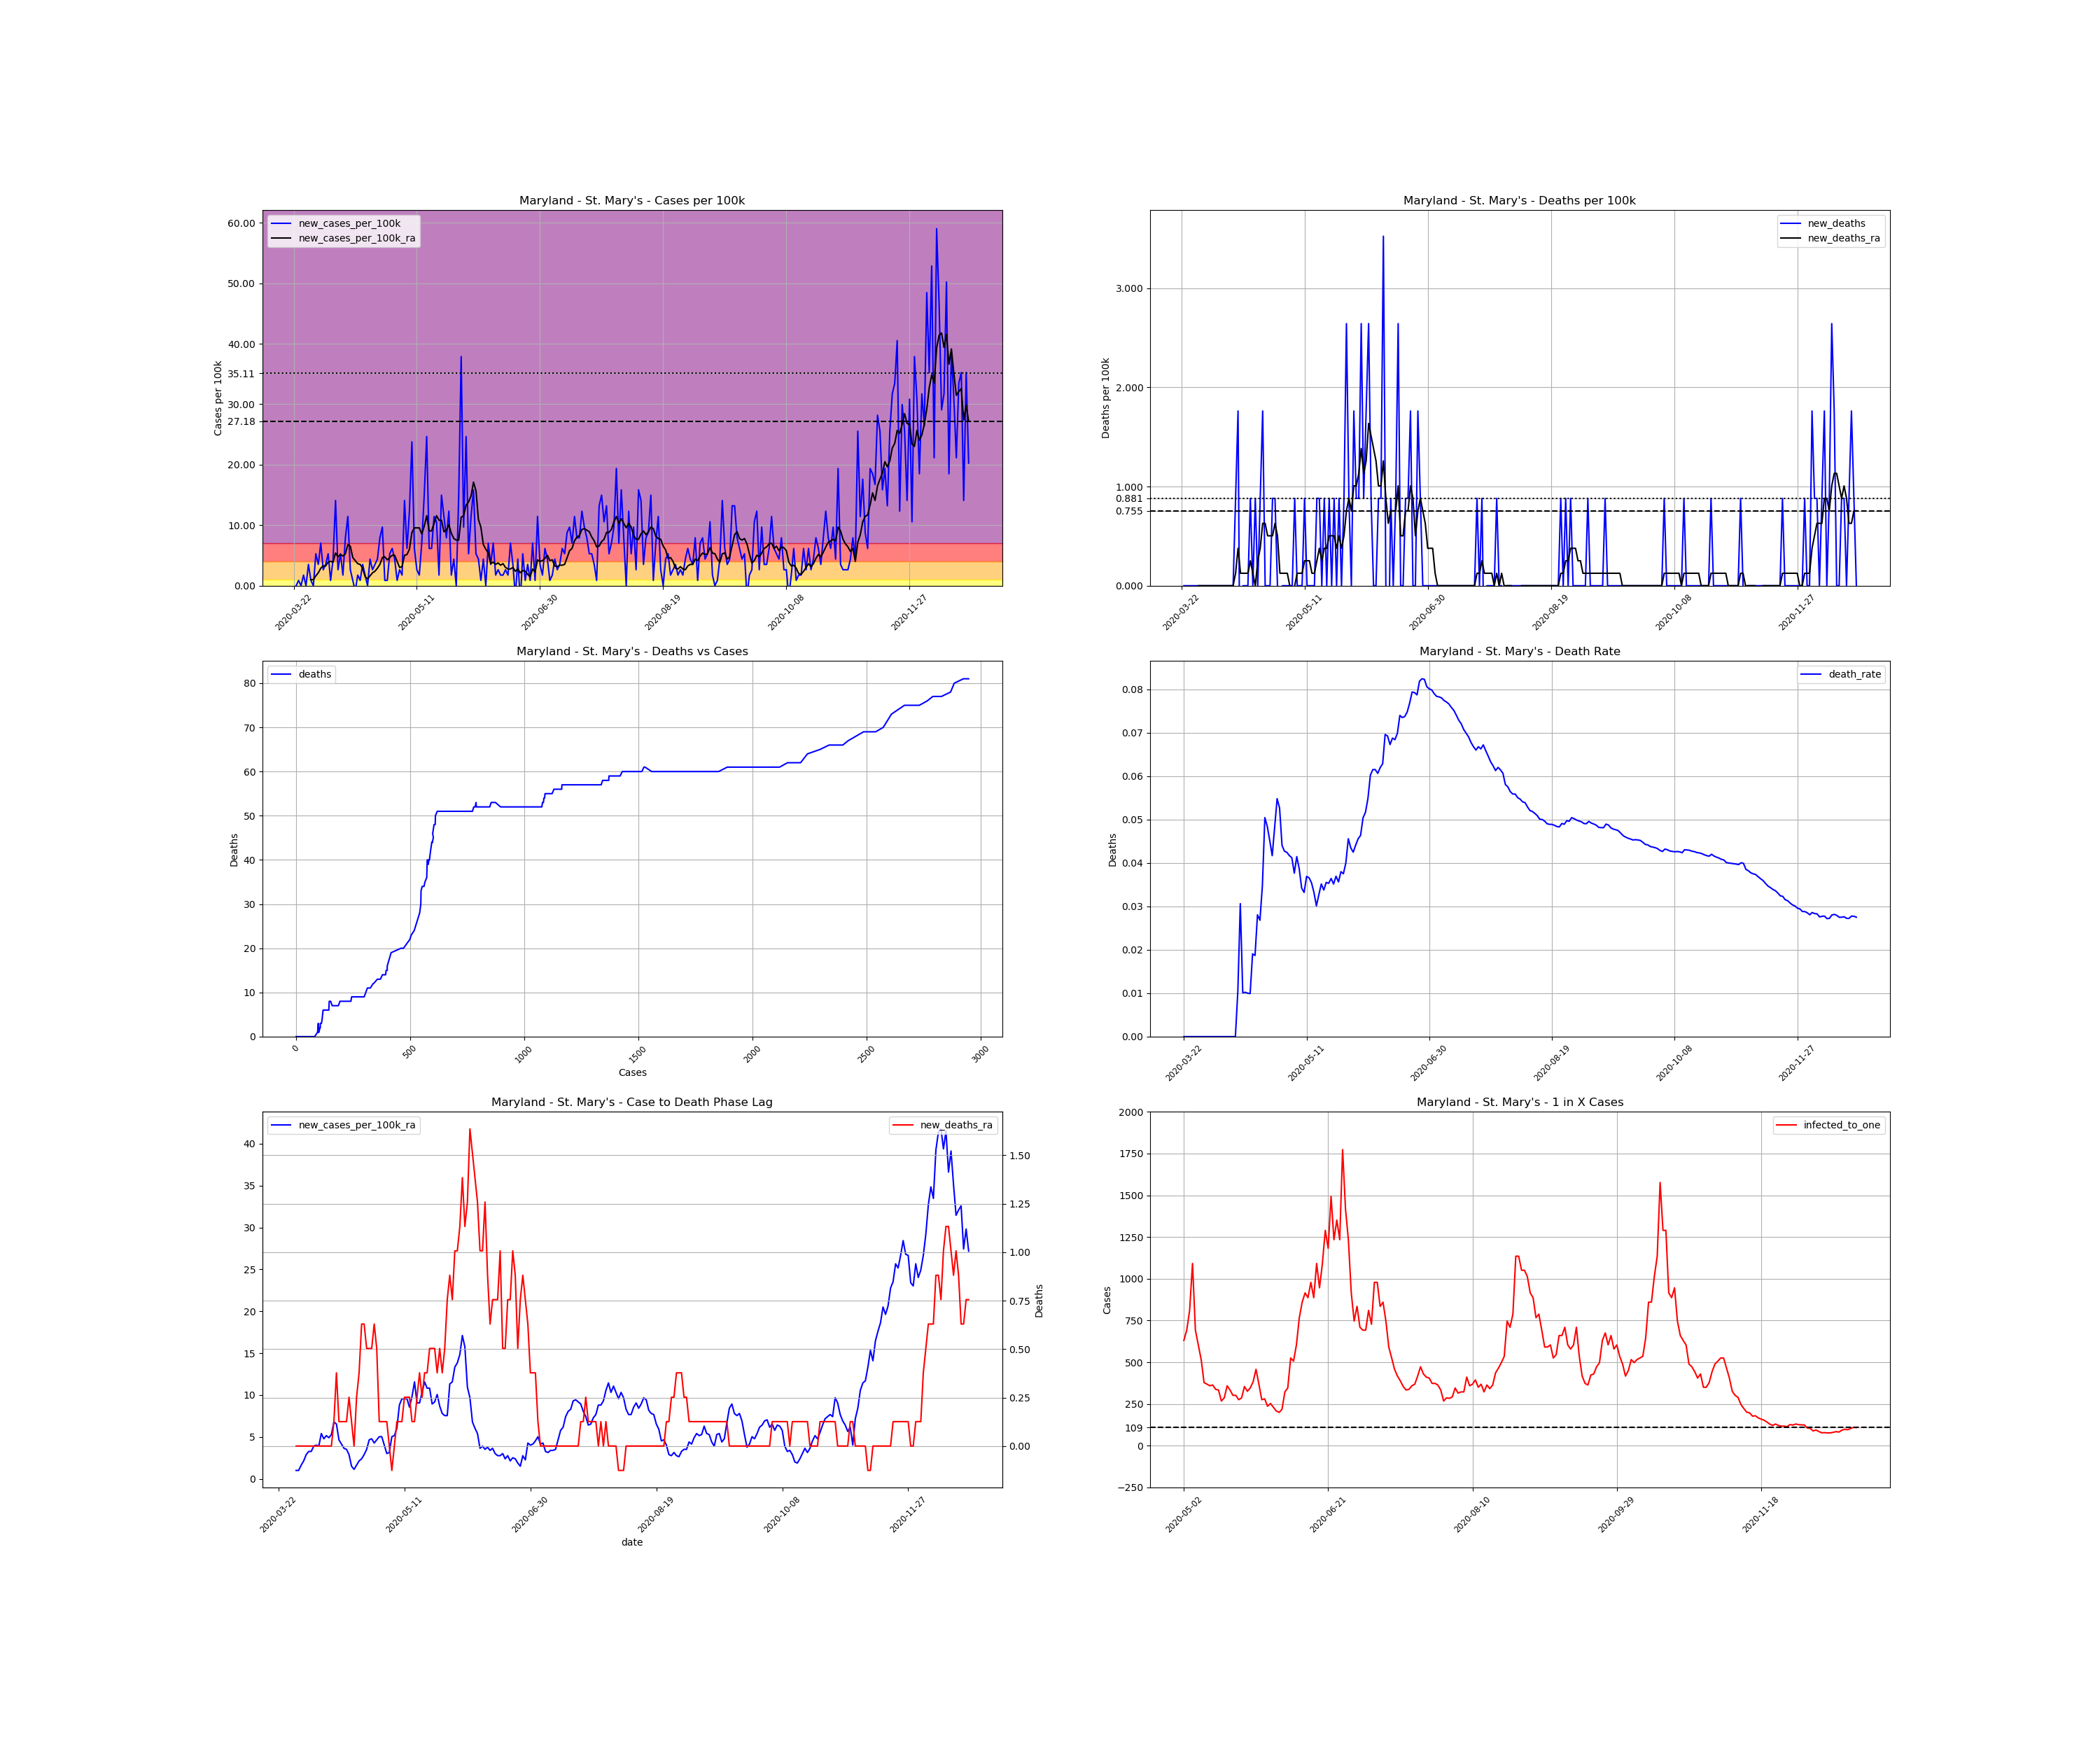 Maryland - St. Mary's - Cases per 100k
new_cases_per_100k
new_cases_per_100k_ra
60.00
50.00
40.00
35.11
30.00
27.18
20.00
10.00
0.00
Cases per 100k
2020-03-22 2020-05-11 2020-06-30 2020-08-19 2020-10-08 2020-11-27
Maryland - St. Mary's - Deaths per 100k
new_deaths
new_deaths_ra
3.000
2.000
1.000
0.881
0.755
0.000
Deaths per 100k
2020-03-22 2020-05-11 2020-06-30 2020-08-19 2020-10-08 2020-11-27
Maryland - St. Mary's - Deaths vs Cases
deaths
80
70
60
50
40
30
20
10
0
Deaths
0 500 1000 1500 2000 2500 3000
Cases
Maryland - St. Mary's - Death Rate
death_rate
0.08
0.07
0.06
0.05
0.04
0.03
0.02
0.01
0.00
Deaths
2020-03-22 2020-05-11 2020-06-30 2020-08-19 2020-10-08 2020-11-27
Maryland - St. Mary's - Case to Death Phase Lag
new_cases_per_100k_ra
new_deaths_ra
40
35
30
25
20
15
10
5
0
1.50
1.25
1.00
0.75
0.50
0.25
0.00
Deaths
2020-03-22 2020-05-11 2020-06-30 2020-08-19 2020-10-08 2020-11-27
date
Maryland - St. Mary's - 1 in X Cases
infected_to_one
2000
1750
1500
1250
1000
750
500
250
109
0
−250
Cases
2020-05-02 2020-06-21 2020-08-10 2020-09-29 2020-11-18